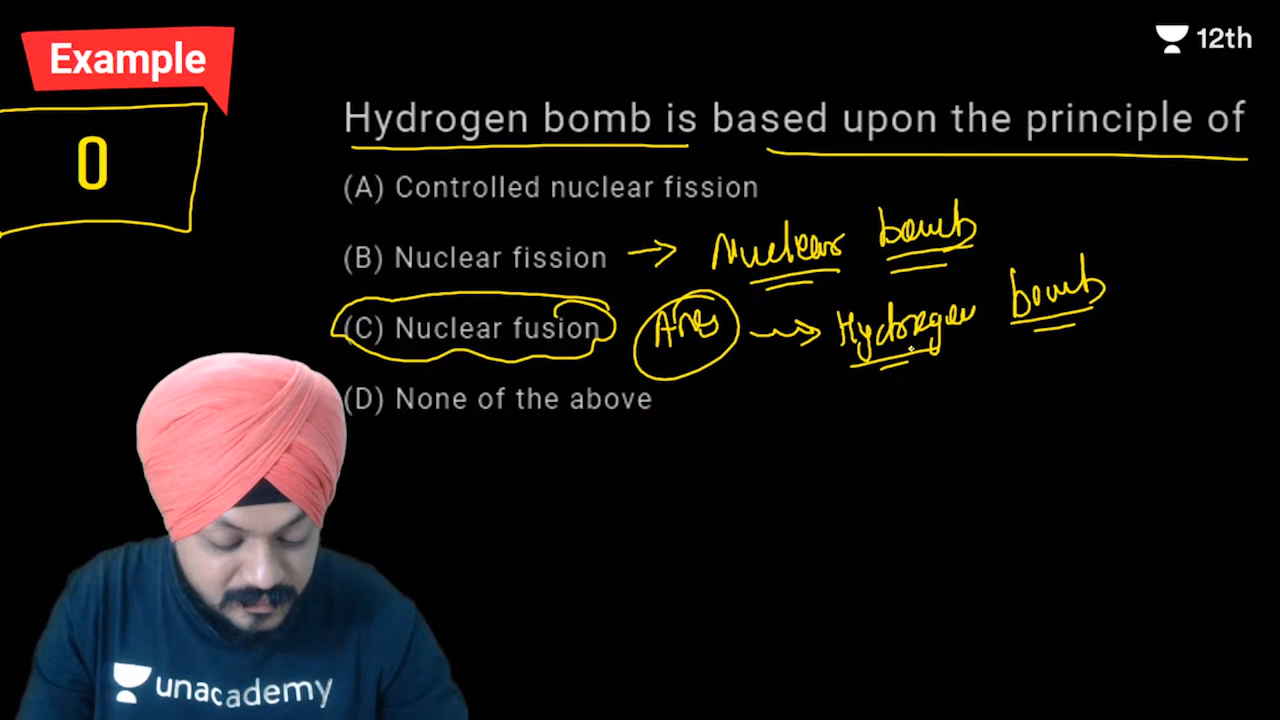 Example
12th
0
Hydrogen bomb is based upon the principle of
(A) Controlled nuclear fission
(B) Nuclear fission → Nuclear bomb
(C) Nuclear fusion Ans → Hydrogen bomb
(D) None of the above
unacademy